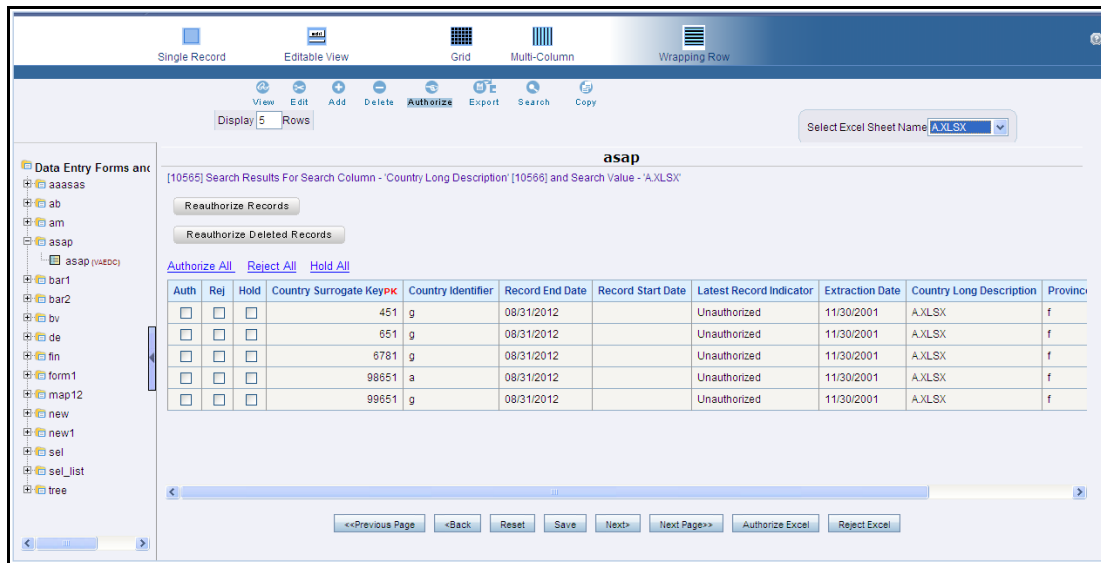 Single Record Editable View Grid Multi-Column Wrapping Row
View Edit Add Delete Authorize Export Search Copy
Display 5 Rows
Select Excel Sheet Name A.XLSX
Data Entry Forms and
aaasas
ab
am
asap
asap (VAEDC)
bar1
bar2
bv
de
fin
form1
map12
new
new1
sel
sel_list
tree
asap
[10565] Search Results For Search Column - 'Country Long Description' [10566] and Search Value - 'A.XLSX'
Reauthorize Records
Reauthorize Deleted Records
Authorize All Reject All Hold All
Auth Rej Hold Country Surrogate KeyPK Country Identifier Record End Date Record Start Date Latest Record Indicator Extraction Date Country Long Description Province
451 g 08/31/2012 Unauthorized 11/30/2001 A.XLSX f
651 g 08/31/2012 Unauthorized 11/30/2001 A.XLSX f
6781 g 08/31/2012 Unauthorized 11/30/2001 A.XLSX f
98651 a 08/31/2012 Unauthorized 11/30/2001 A.XLSX f
99651 g 08/31/2012 Unauthorized 11/30/2001 A.XLSX f
<<Previous Page <Back Reset Save Next> Next Page>> Authorize Excel Reject Excel